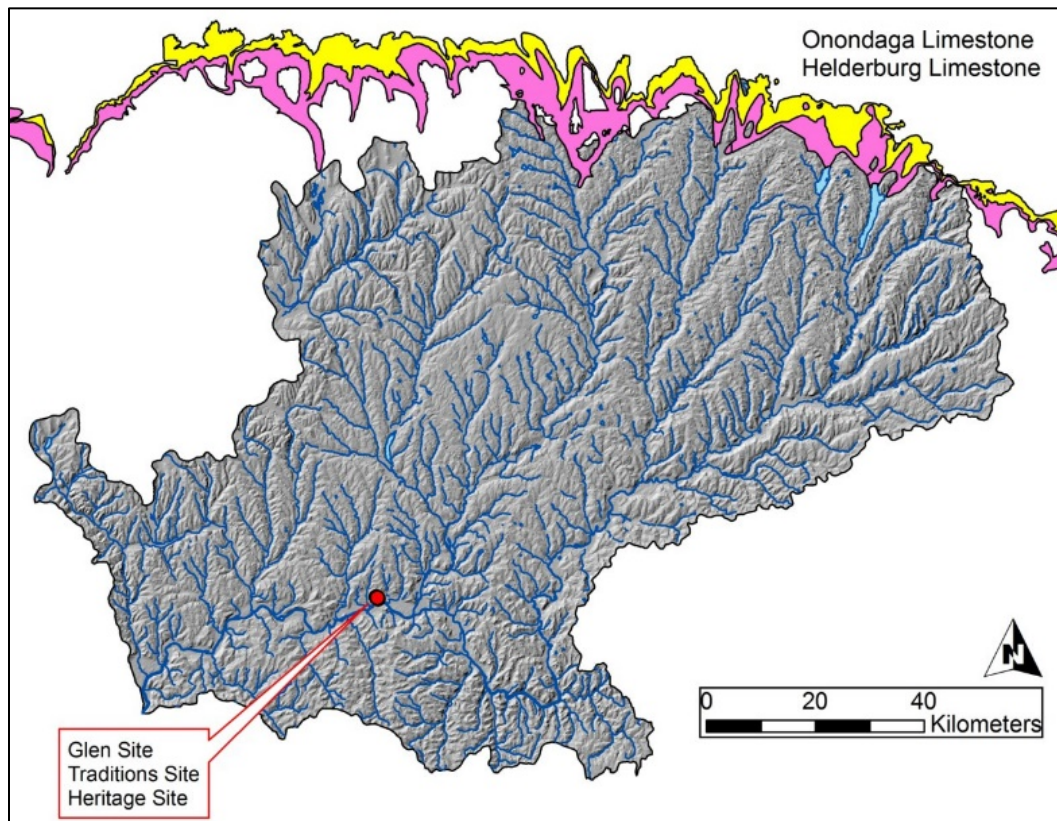 Onondaga Limestone
Helderburg Limestone
N
0 20 40
Kilometers
Glen Site
Traditions Site
Heritage Site